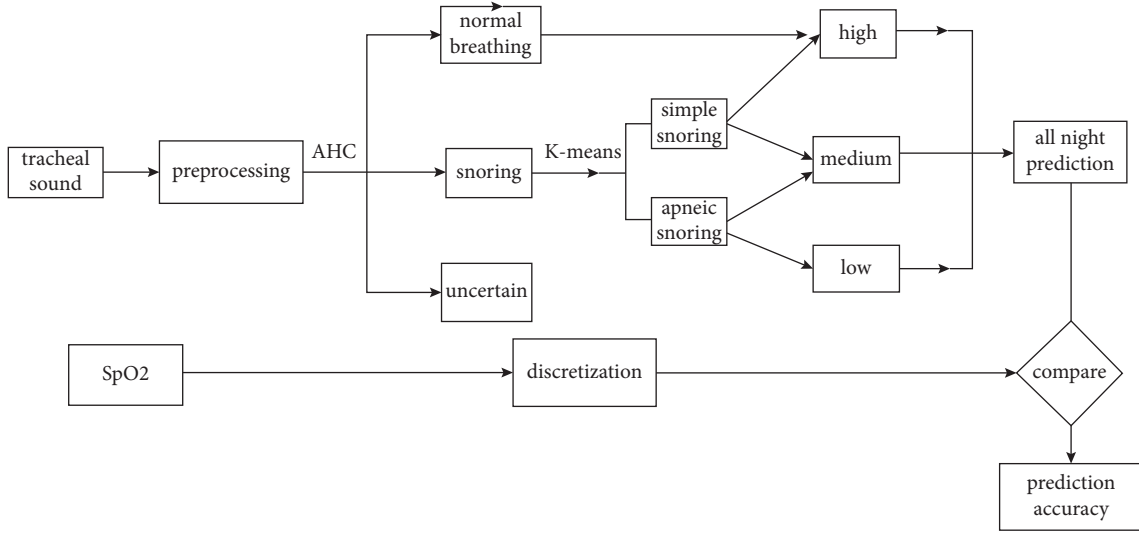 normal
breathing
high
simple
snoring
tracheal
sound
preprocessing
AHC
snoring
K-means
medium
all night
prediction
apneic
snoring
low
uncertain
SpO2
discretization
compare
prediction
accuracy